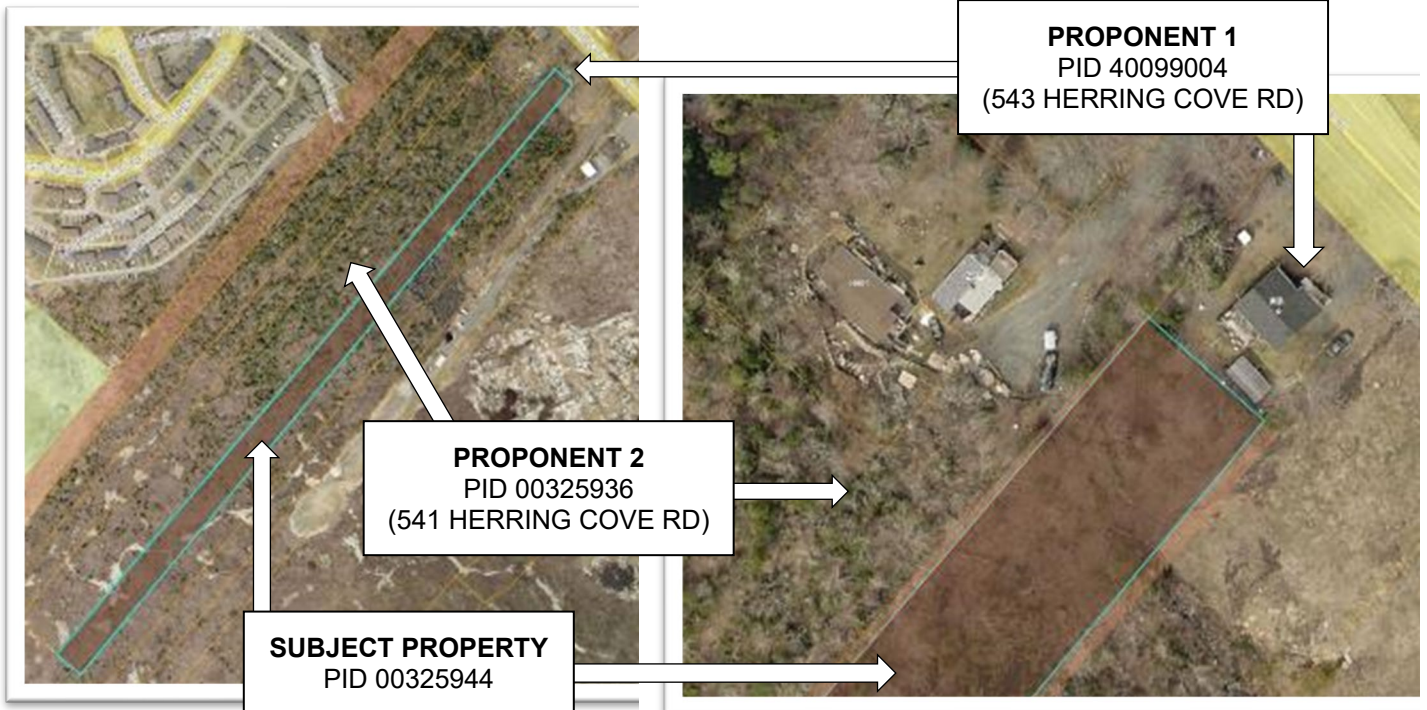 PROPONENT 1
PID 40099004
(543 HERRING COVE RD)
PROPONENT 2
PID 00325936
(541 HERRING COVE RD)
SUBJECT PROPERTY
PID 00325944